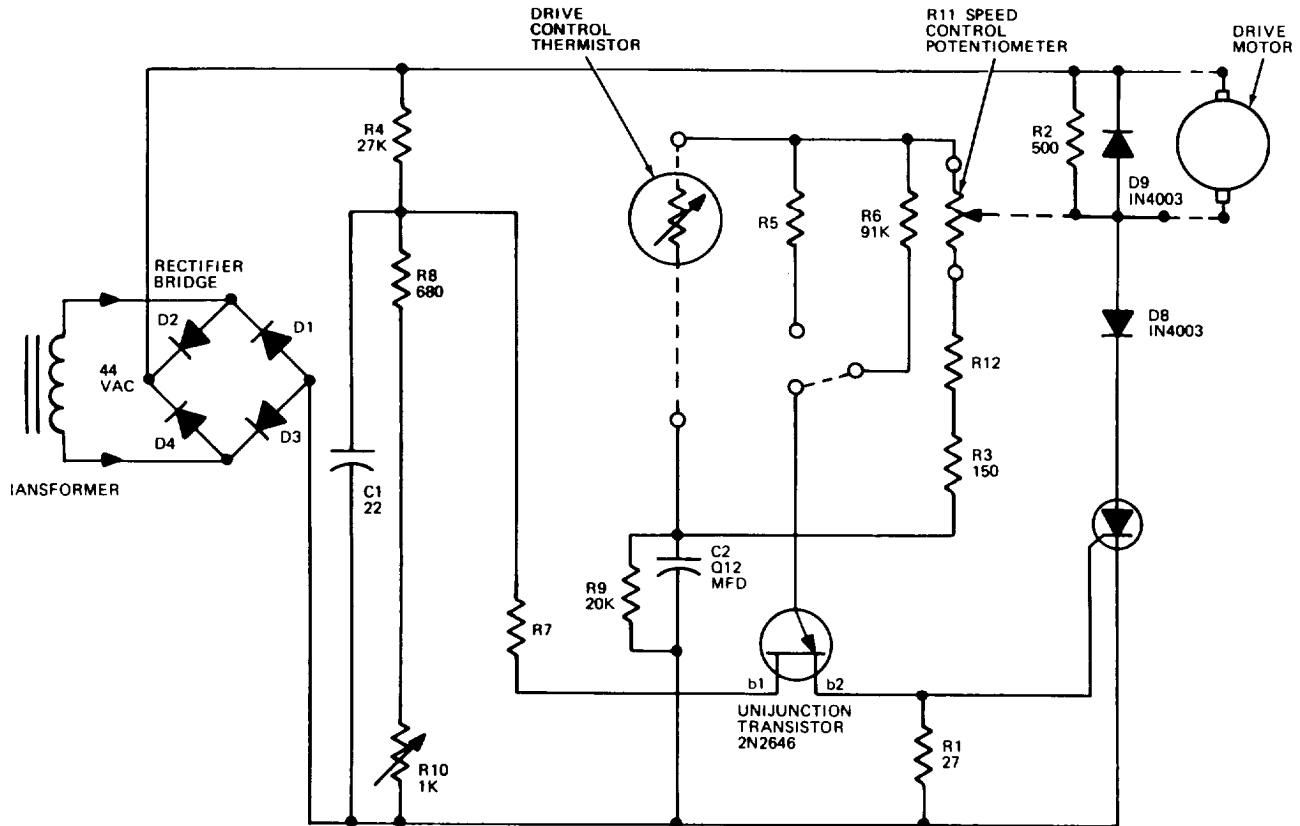 DRIVE
CONTROL
THERMISTOR
R11 SPEED
CONTROL
POTENTIOMETER
DRIVE
MOTOR
R4
27K
R2
500
D9
IN4003
R5
R6
91K
R8
680
RECTIFIER
BRIDGE
D2
D1
44
VAC
D4
D3
IANSFORMER
D8
IN4003
R12
R3
150
C1
22
C2
Q12
MFD
R9
20K
R7
b1
b2
UNIJUNCTION
TRANSISTOR
2N2646
R1
27
R10
1K